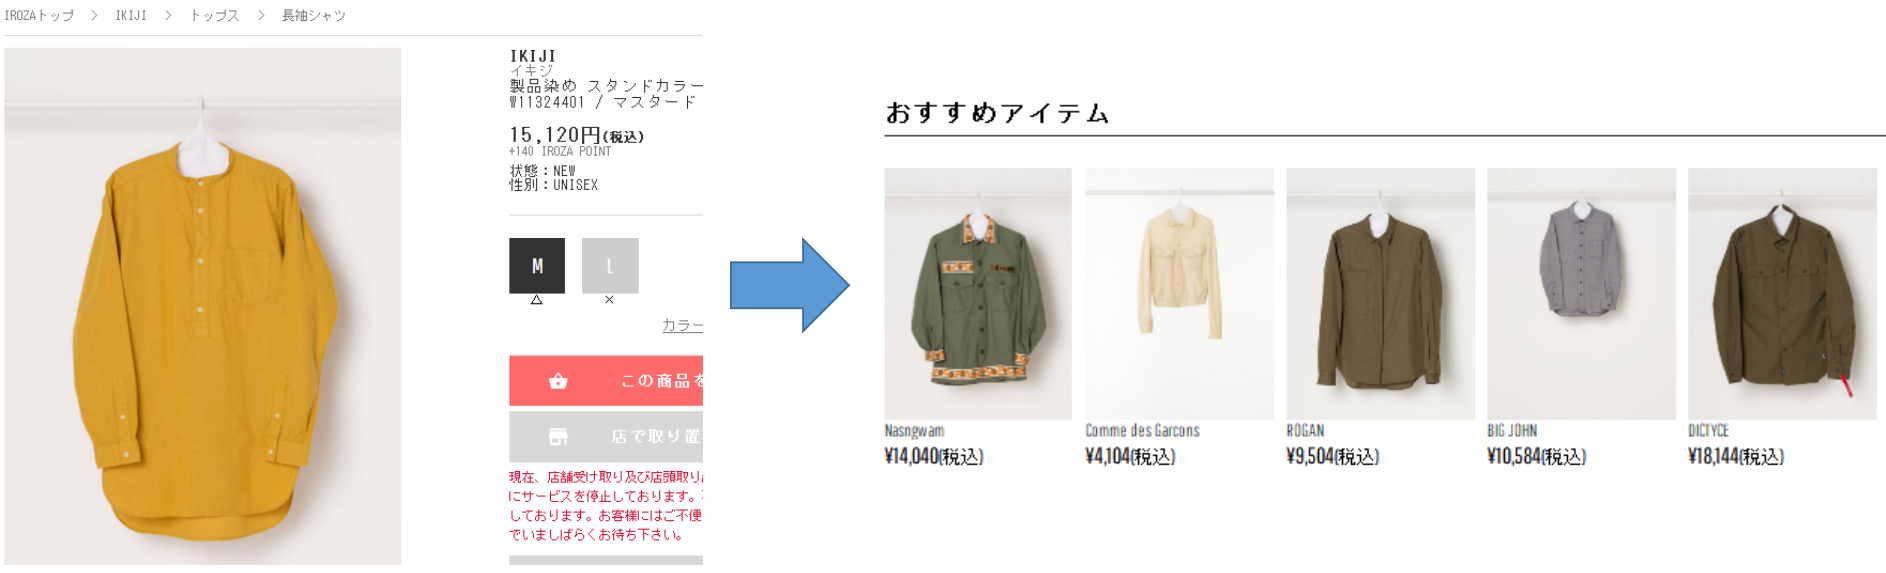 IROZAトップ > IKIJI > トップス > 長袖シャツ
IKIJI
イキジ
製品染め スタンドカラー
W11324401 / マスタード
15,120円(税込)
+140 IROZA POINT
状態：NEW
性別：UNISEX
M
L
△
×
カラー
この商品を
店で取り置
現在、店舗受け取り及び店頭取り
にサービスを停止しております。
しております。お客様にはご不便
でいましばらくお待ち下さい。
おすすめアイテム
Nasngwam
¥14,040(税込)
Comme des Garcons
¥4,104(税込)
ROGAN
¥9,504(税込)
BIG JOHN
¥10,584(税込)
DICTYCE
¥18,144(税込)